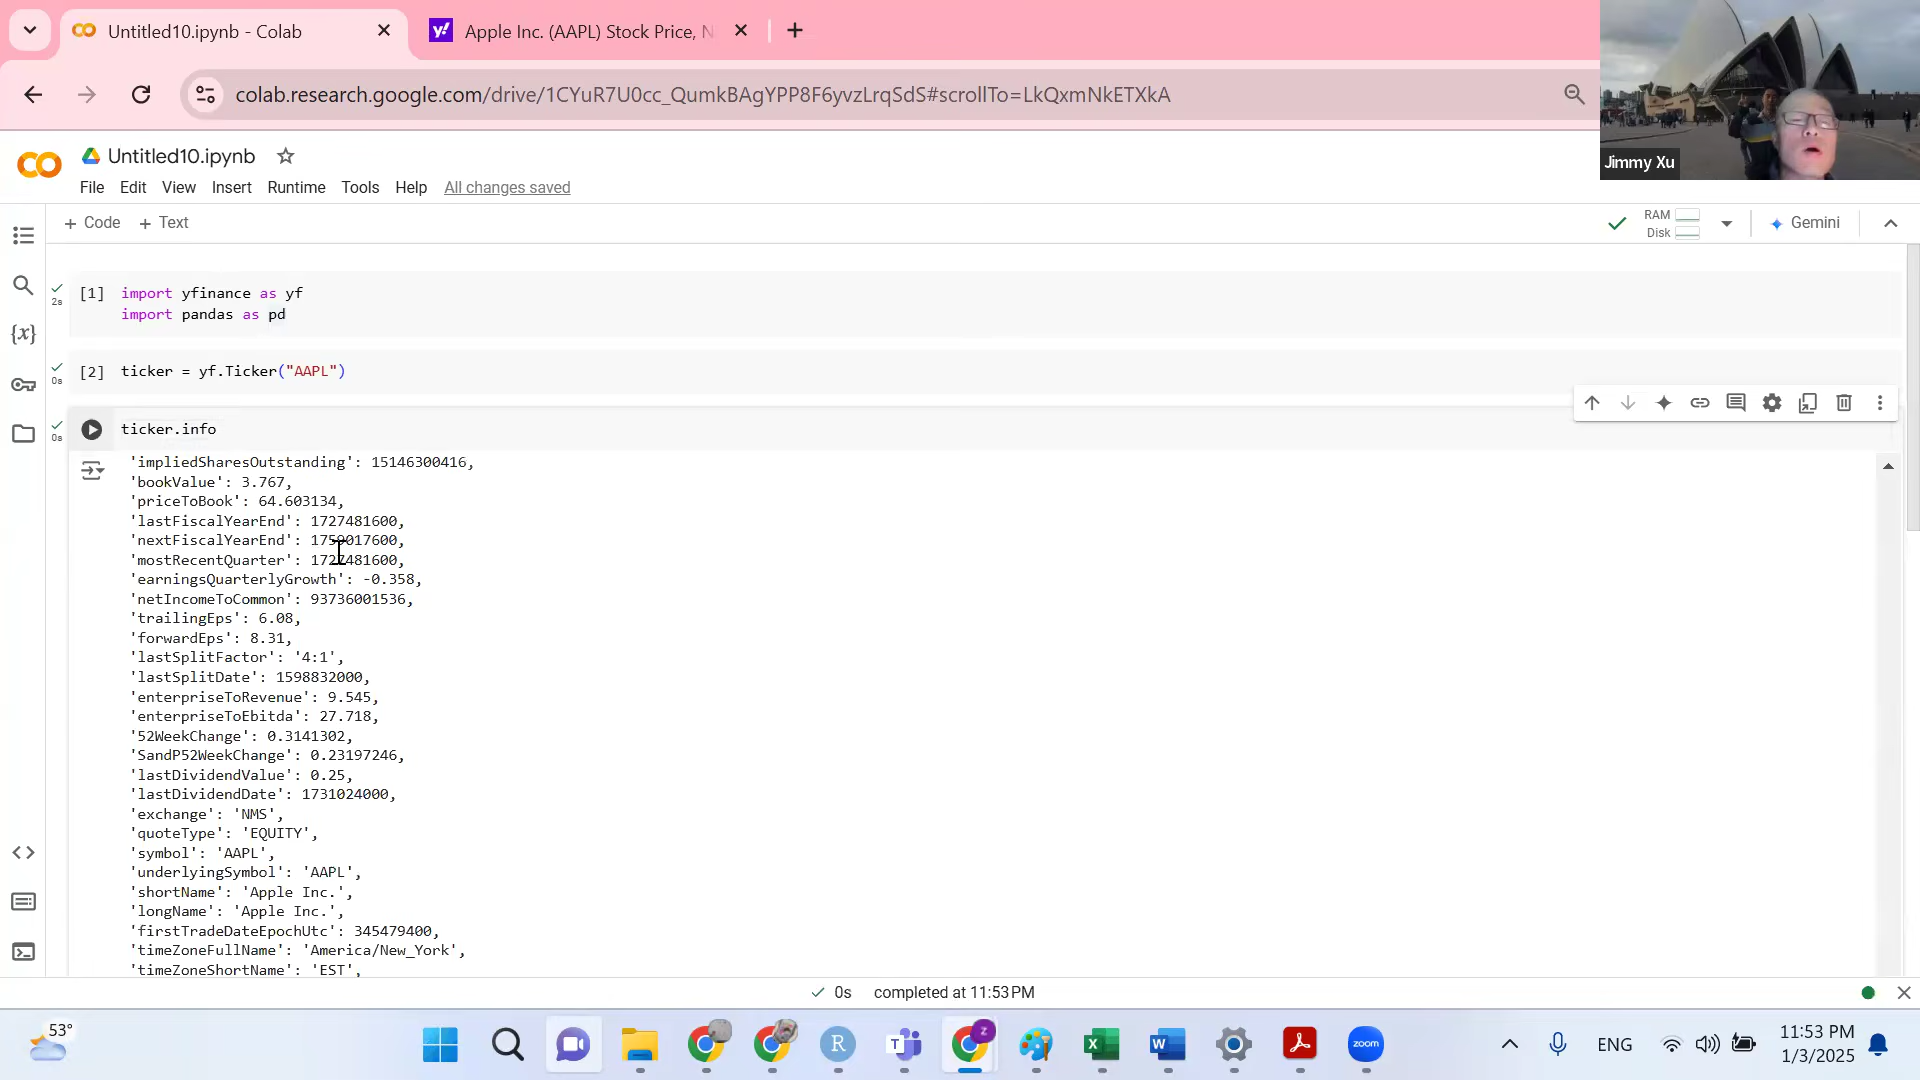 Untitled10.ipynb - Colab
Apple Inc. (AAPL) Stock Price, N
colab.research.google.com/drive/1CYuR7U0cc_QumkBAgYPP8F6yvzLrqSdS#scrollTo=LkQxmNkETXkA
Jimmy Xu
Untitled10.ipynb
File Edit View Insert Runtime Tools Help All changes saved
+ Code + Text
RAM
Disk
Gemini
[1] import yfinance as yf
import pandas as pd
2s
[2] ticker = yf.Ticker("AAPL")
0s
ticker.info
0s
'impliedSharesOutstanding': 15146300416,
'bookValue': 3.767,
'priceToBook': 64.603134,
'lastFiscalYearEnd': 1727481600,
'nextFiscalYearEnd': 1759017600,
'mostRecentQuarter': 1727481600,
'earningsQuarterlyGrowth': -0.358,
'netIncomeToCommon': 93736001536,
'trailingEps': 6.08,
'forwardEps': 8.31,
'lastSplitFactor': '4:1',
'lastSplitDate': 1598832000,
'enterpriseToRevenue': 9.545,
'enterpriseToEbitda': 27.718,
'52WeekChange': 0.3141302,
'SandP52WeekChange': 0.23197246,
'lastDividendValue': 0.25,
'lastDividendDate': 1731024000,
'exchange': 'NMS',
'quoteType': 'EQUITY',
'symbol': 'AAPL',
'underlyingSymbol': 'AAPL',
'shortName': 'Apple Inc.',
'longName': 'Apple Inc.',
'firstTradeDateEpochUtc': 345479400,
'timeZoneFullName': 'America/New_York',
'timeZoneShortName': 'EST',
0s completed at 11:53 PM
53°
zoom
ENG
11:53 PM
1/3/2025